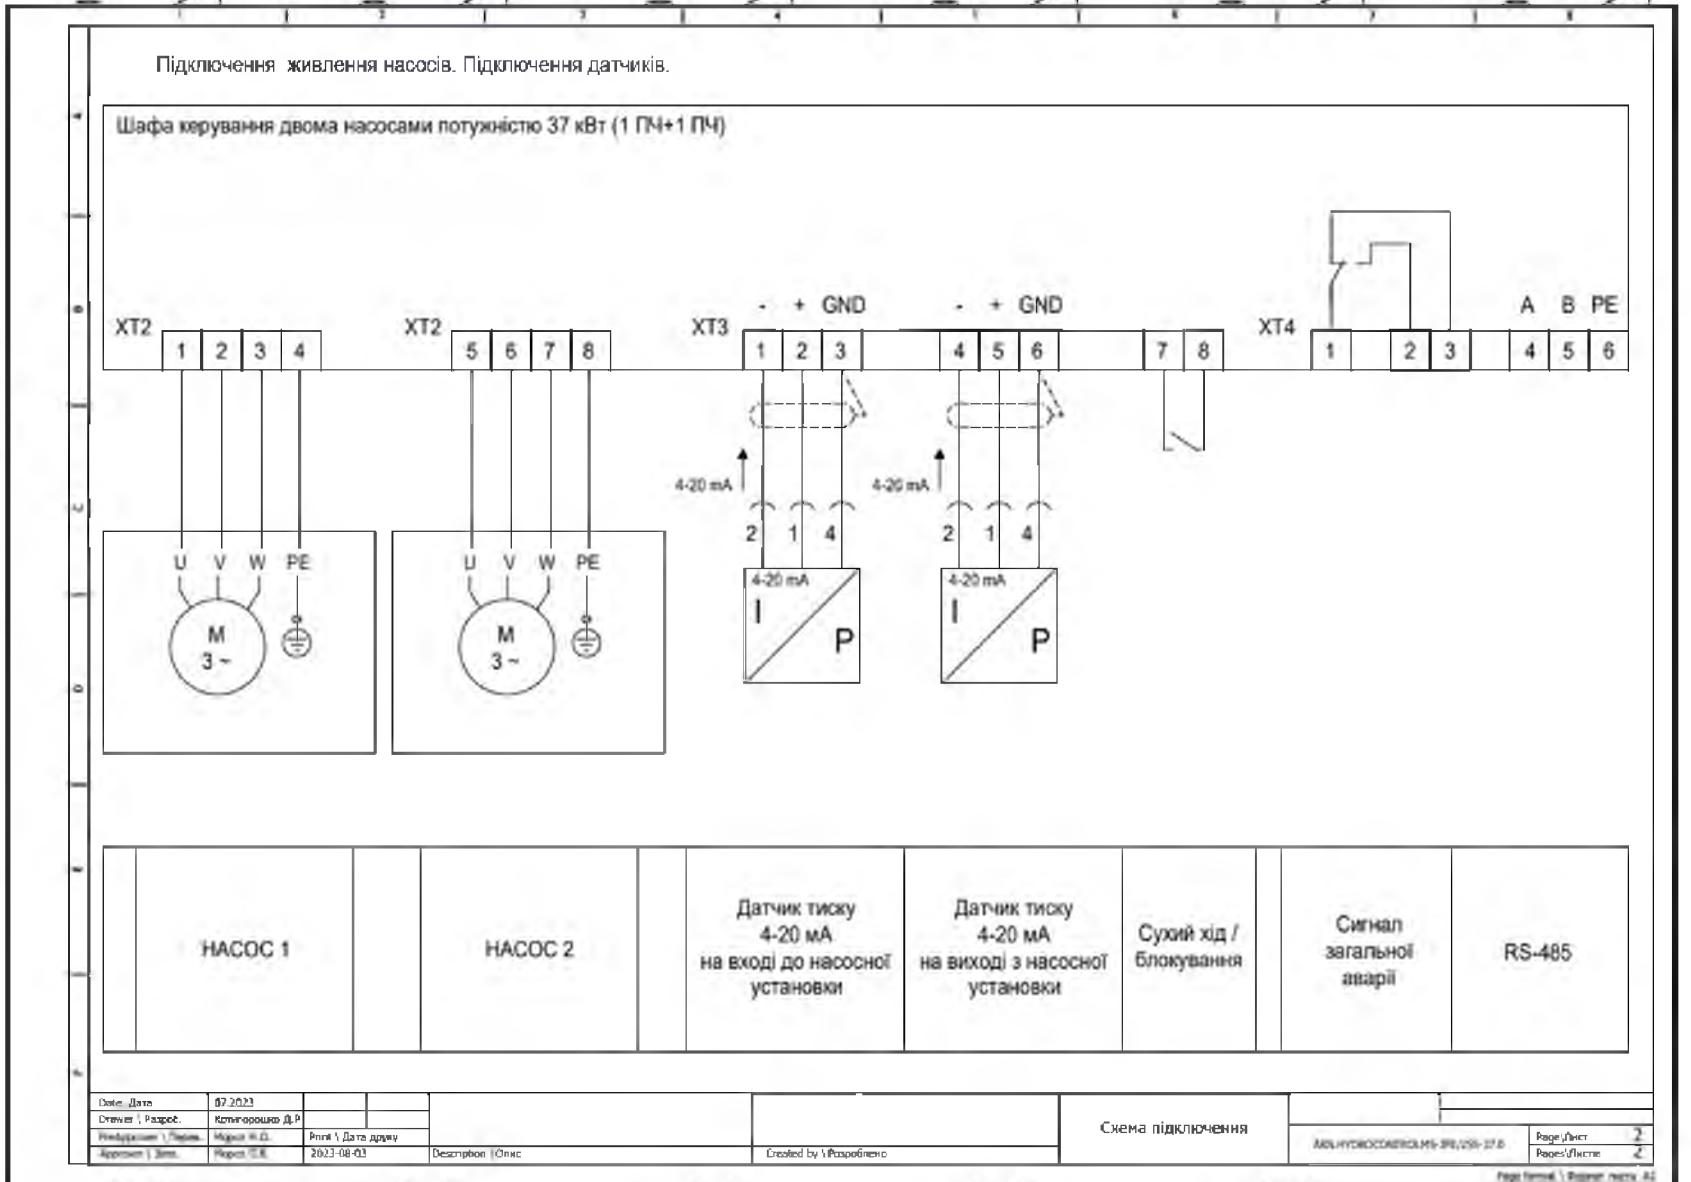 Підключення живлення насосів. Підключення датчиків.
Шафа керування двома насосами потужністю 37 кВт (1 ПЧ+1 ПЧ)
- + GND - + GND A B PE
XT2 XT2 XT3 XT4
1 2 3 4 5 6 7 8 1 2 3 4 5 6 7 8 1 2 3 4 5 6
4-20 mA 4-20 mA
2 1 4 2 1 4
U V W PE U V W PE
4-20 mA 4-20 mA
I P I P
M M
3 ~ 3 ~
НАСОС 1
НАСОС 2
Датчик тиску
4-20 мА
на вході до насосної
установки
Датчик тиску
4-20 мА
на виході з насосної
установки
Сухий хід /
блокування
Сигнал
загальної
аварії
RS-485
Date Дата 07.2023
Drawer \ Разроб.
Print \ Дата друку
2023-08-03
Description \ Опис
Created by \ Розроблено
Схема підключення
Page\Лист 2
Pages\Листів 2